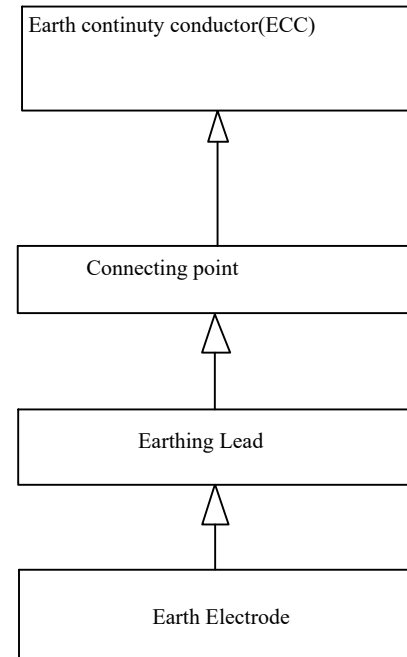 Earth continuty conductor(ECC)
Connecting point
Earthing Lead
Earth Electrode